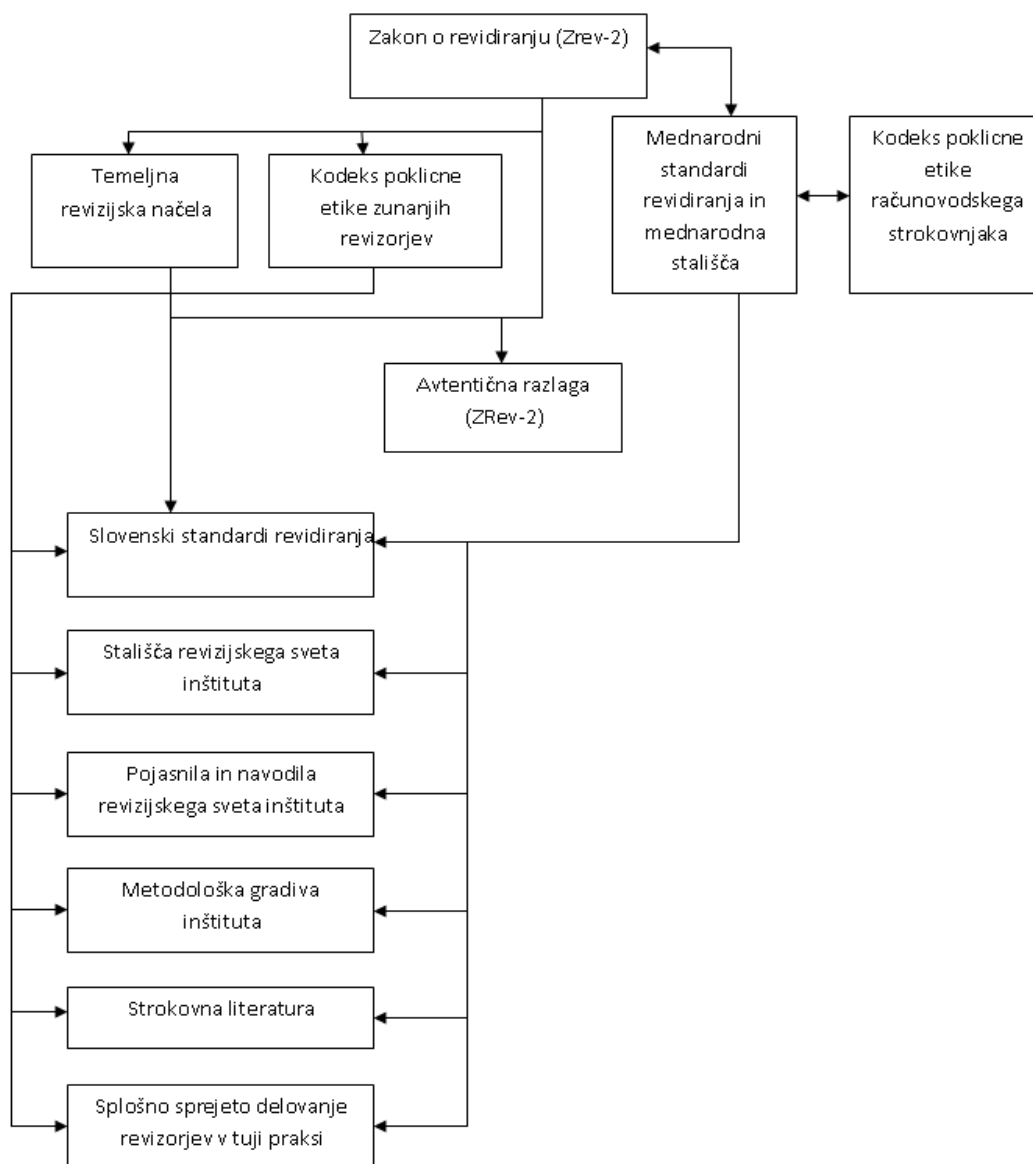 Zakon o revidiranju (Zrev-2)
Temeljna
revizijska načela
Kodeks poklicne
etike zunanjih
revizorjev
Mednarodni
standardi
revidiranja in
mednarodna
stališča
Kodeks poklicne
etike
računovodskega
strokovnjaka
Avtentična razlaga
(ZRev-2)
Slovenski standardi revidiranja
Stališča revizijskega sveta
inštituta
Pojasnila in navodila
revizijskega sveta inštituta
Metodološka gradiva
inštituta
Strokovna literatura
Splošno sprejeto delovanje
revizorjev v tuji praksi